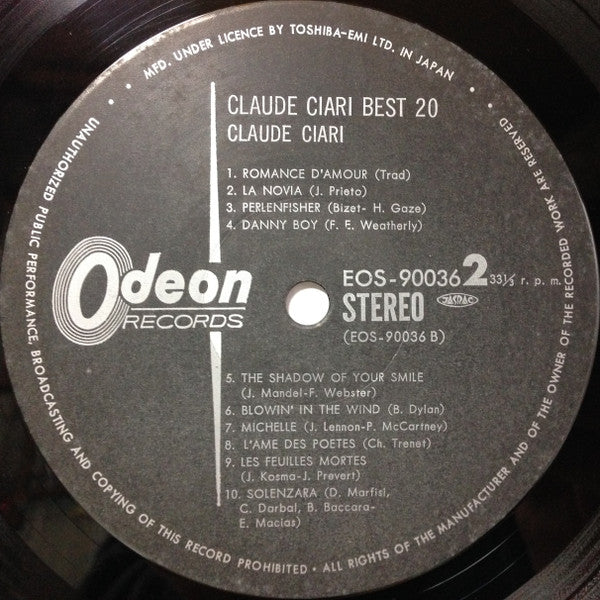 MFD. UNDER LICENCE BY TOSHIBA-EMI LTD. IN JAPAN
CLAUDE CIARI BEST 20
CLAUDE CIARI
1. ROMANCE D'AMOUR (Trad)
2. LA NOVIA (J. Prieto)
3. PERLENFISHER (Bizet- H. Gaze)
4. DANNY BOY (F. E. Weatherly)
Odeon
RECORDS
EOS-90036 2 33⅓ r. p. m.
STEREO JASRAC
(EOS-90036 B)
5. THE SHADOW OF YOUR SMILE
(J. Mandel-F. Webster)
6. BLOWIN' IN THE WIND (B. Dylan)
7. MICHELLE (J. Lennon-P. McCartney)
8. L'AME DES POETES (Ch. Trenet)
9. LES FEUILLES MORTES
(J. Kosma-J. Prevert)
10. SOLENZARA (D. Marfisi,
C. Darbal, B. Baccara-
E. Macias)
UNAUTHORIZED PUBLIC PERFORMANCE, BROADCASTING AND COPYING OF THIS RECORD PROHIBITED • ALL RIGHTS OF THE MANUFACTURER AND OF THE OWNER OF THE RECORDED WORK ARE RESERVED